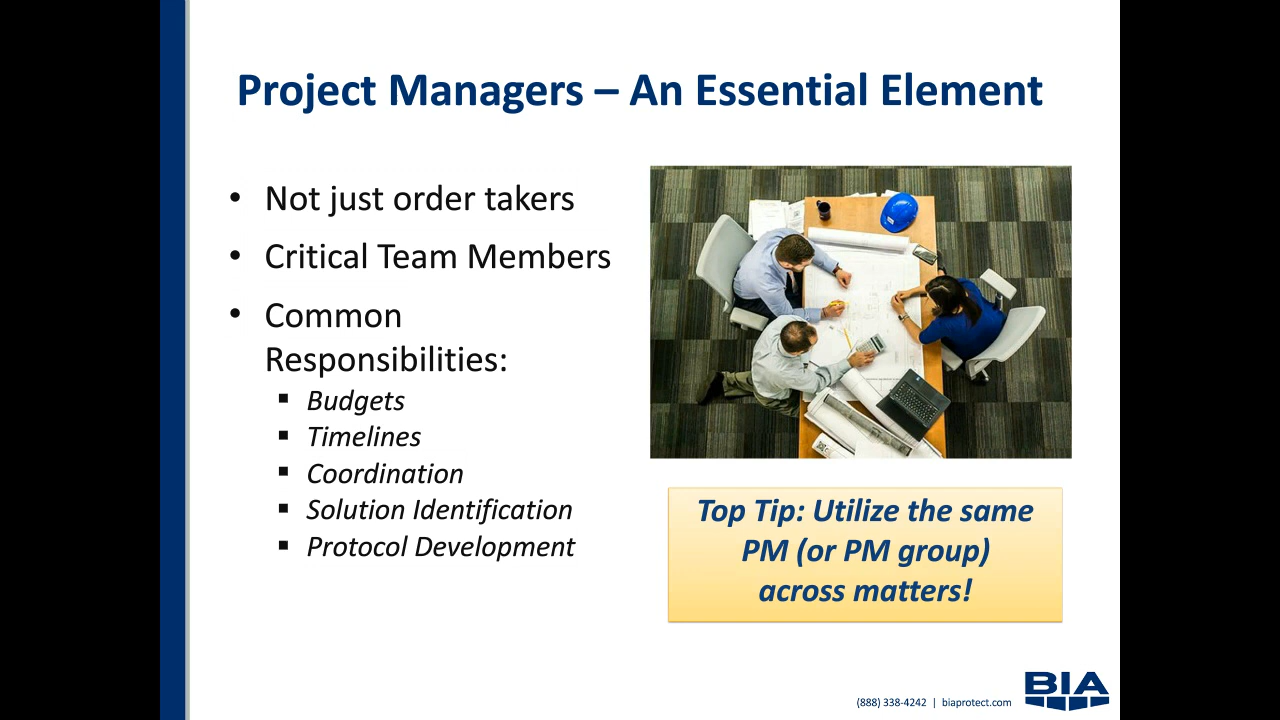 Project Managers – An Essential Element
• Not just order takers
• Critical Team Members
• Common
Responsibilities:
▪ Budgets
▪ Timelines
▪ Coordination
▪ Solution Identification
▪ Protocol Development
Top Tip: Utilize the same
PM (or PM group)
across matters!
(888) 338-4242 | biaprotect.com
BIA